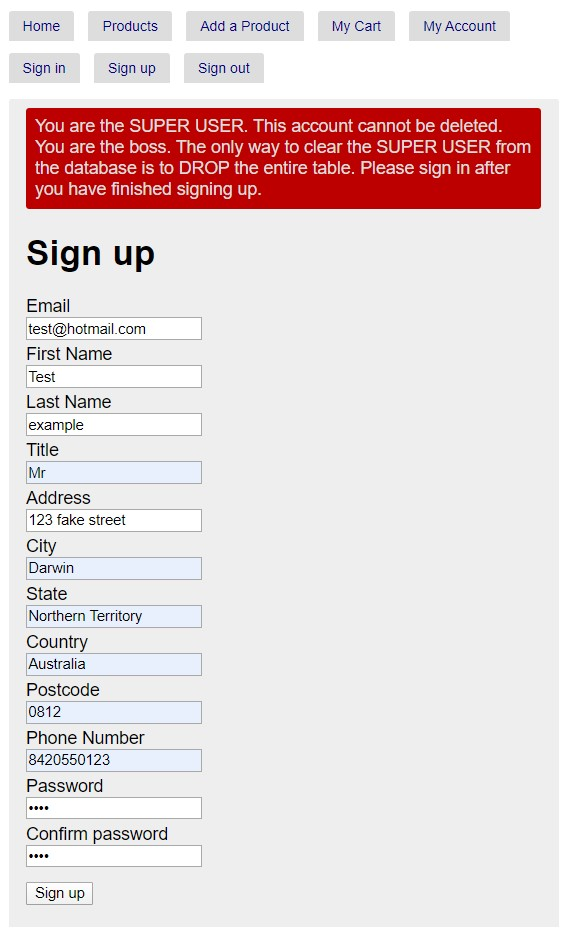 Home Products Add a Product My Cart My Account
Sign in Sign up Sign out
You are the SUPER USER. This account cannot be deleted.
You are the boss. The only way to clear the SUPER USER from
the database is to DROP the entire table. Please sign in after
you have finished signing up.
Sign up
Email
test@hotmail.com
First Name
Test
Last Name
example
Title
Mr
Address
123 fake street
City
Darwin
State
Northern Territory
Country
Australia
Postcode
0812
Phone Number
8420550123
Password
••••
Confirm password
••••
Sign up